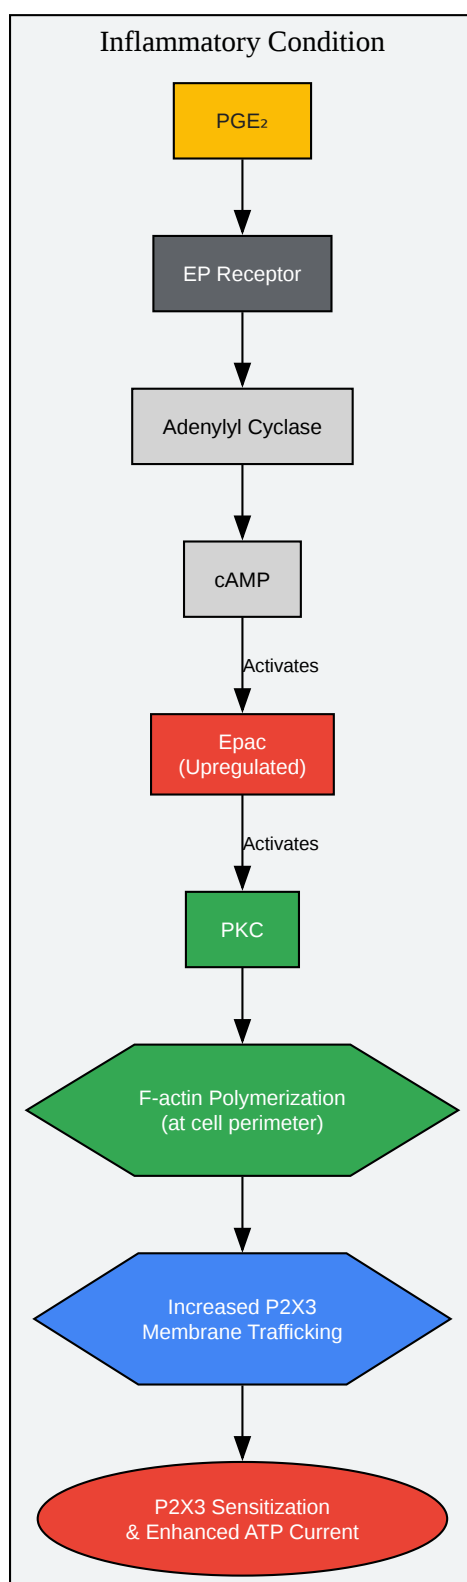 Inflammatory Condition
PGE₂
EP Receptor
Adenylyl Cyclase
cAMP
Activates
Epac
(Upregulated)
Activates
PKC
F-actin Polymerization
(at cell perimeter)
Increased P2X3
Membrane Trafficking
P2X3 Sensitization
& Enhanced ATP Current